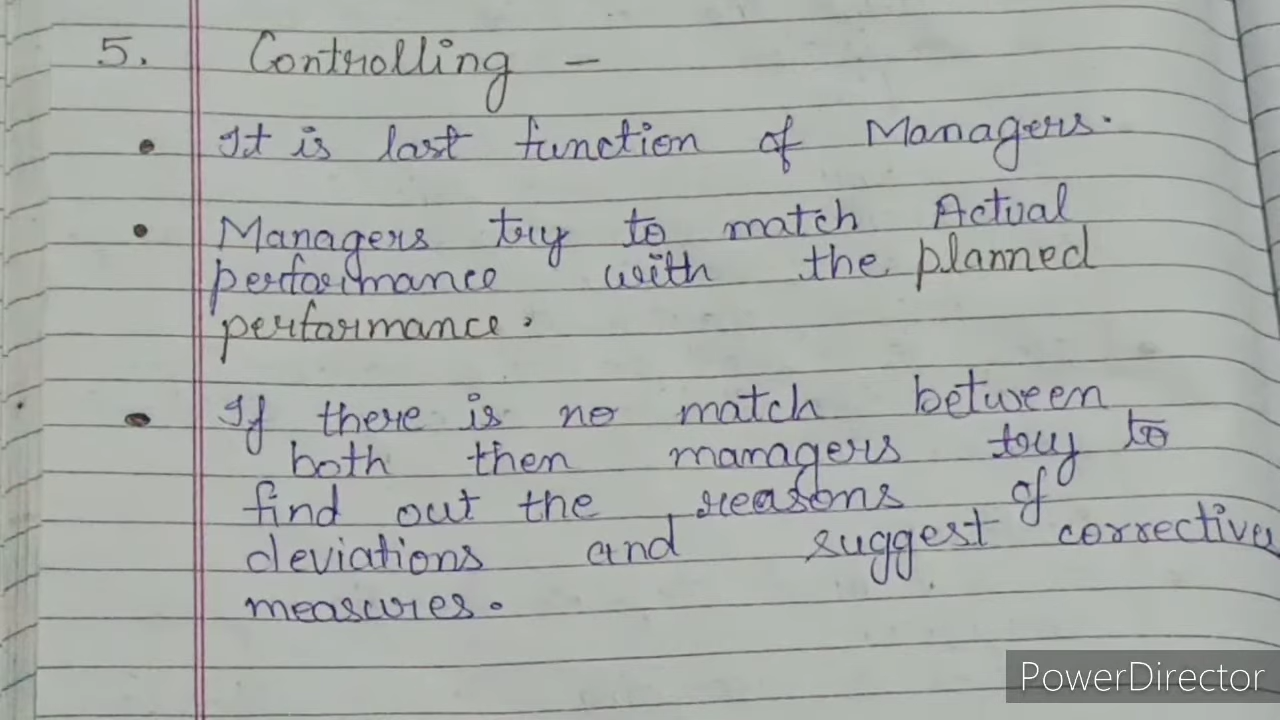 5. Controlling –
• It is last function of Managers.
• Managers try to match Actual
performance with the planned
performance.
• If there is no match between
both then managers try to
find out the reasons of
deviations and suggest corrective
measures.
PowerDirector